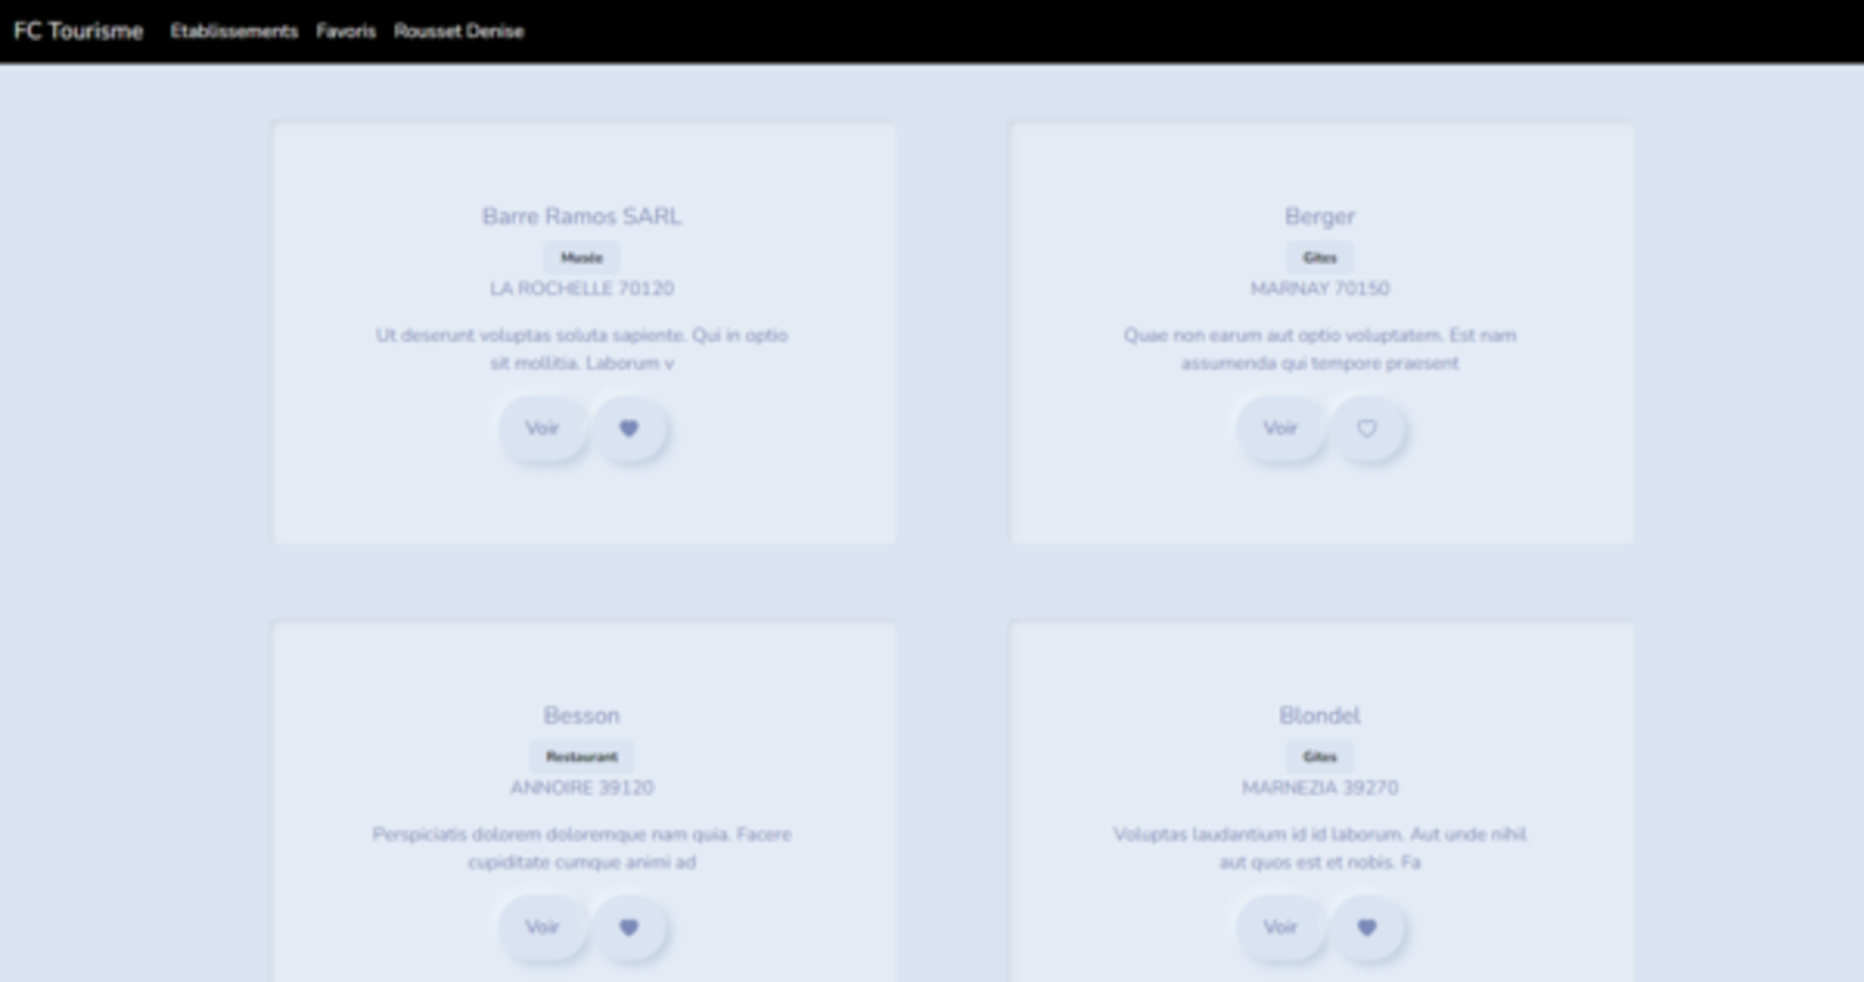 FC Tourisme Etablissements Favoris Rousset Denise
Barre Ramos SARL
Musée
LA ROCHELLE 70120
Ut deserunt voluptas soluta sapiente. Qui in optio
sit mollitia. Laborum v
Voir
Berger
Gites
MARNAY 70150
Quae non earum aut optio voluptatem. Est nam
assumenda qui tempore praesent
Voir
Besson
Restaurant
ANNOIRE 39120
Perspiciatis dolorem doloremque nam quia. Facere
cupiditate cumque animi ad
Voir
Blondel
Gites
MARNEZIA 39270
Voluptas laudantium id id laborum. Aut unde nihil
aut quos est et nobis. Fa
Voir